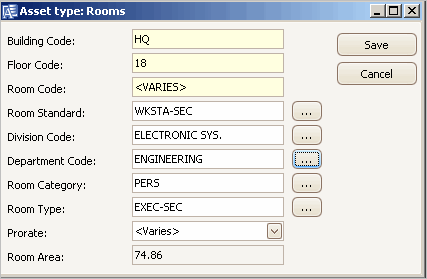 Asset type: Rooms
Building Code: HQ
Save
Floor Code: 18
Cancel
Room Code: <VARIES>
Room Standard: WKSTA-SEC ...
Division Code: ELECTRONIC SYS. ...
Department Code: ENGINEERING ...
Room Category: PERS ...
Room Type: EXEC-SEC ...
Prorate: <Varies>
Room Area: 74.86